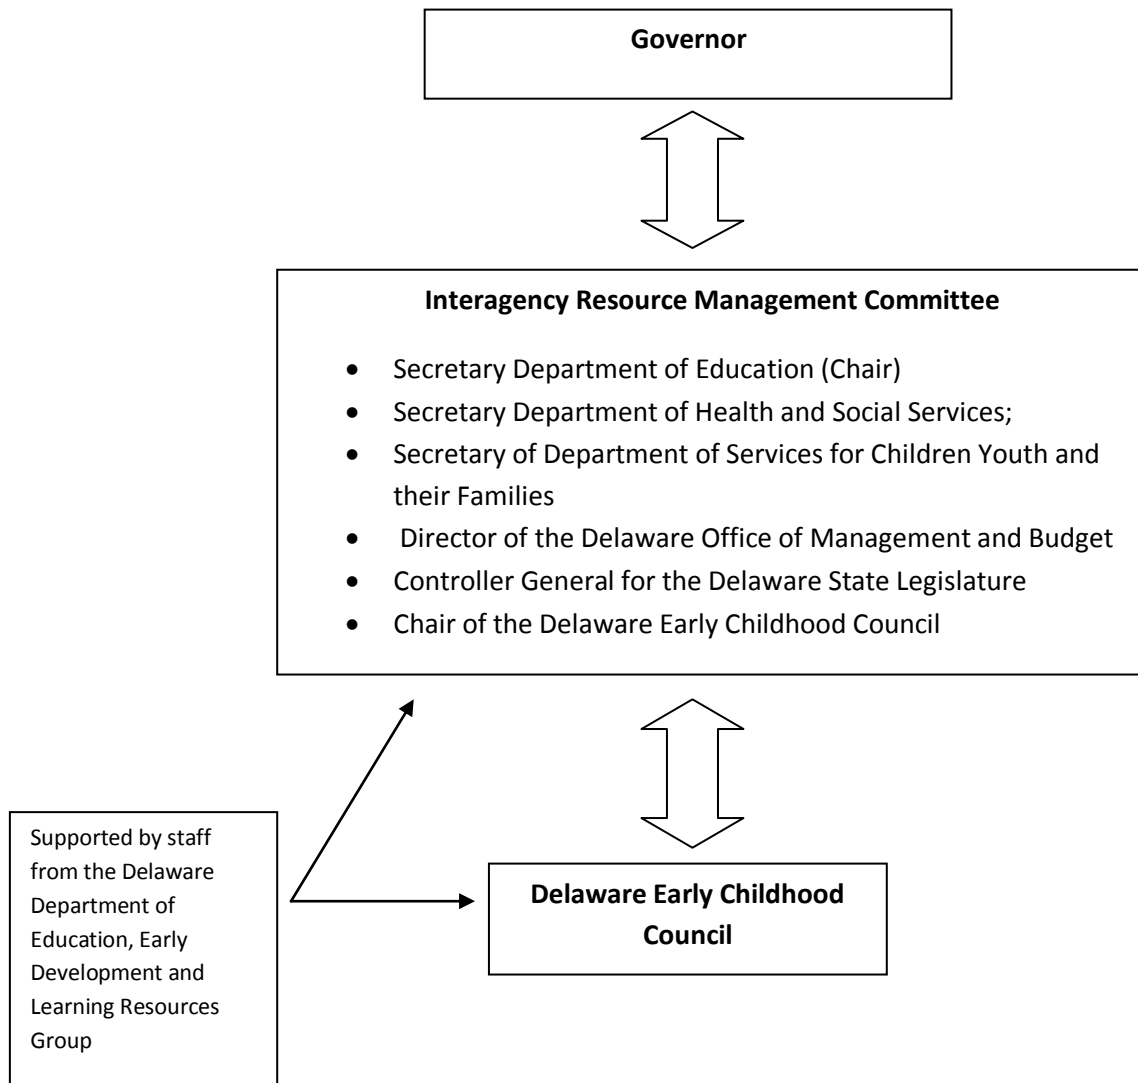 Governor
Interagency Resource Management Committee
• Secretary Department of Education (Chair)
• Secretary Department of Health and Social Services;
• Secretary of Department of Services for Children Youth and
their Families
• Director of the Delaware Office of Management and Budget
• Controller General for the Delaware State Legislature
• Chair of the Delaware Early Childhood Council
Supported by staff
from the Delaware
Department of
Education, Early
Development and
Learning Resources
Group
Delaware Early Childhood
Council